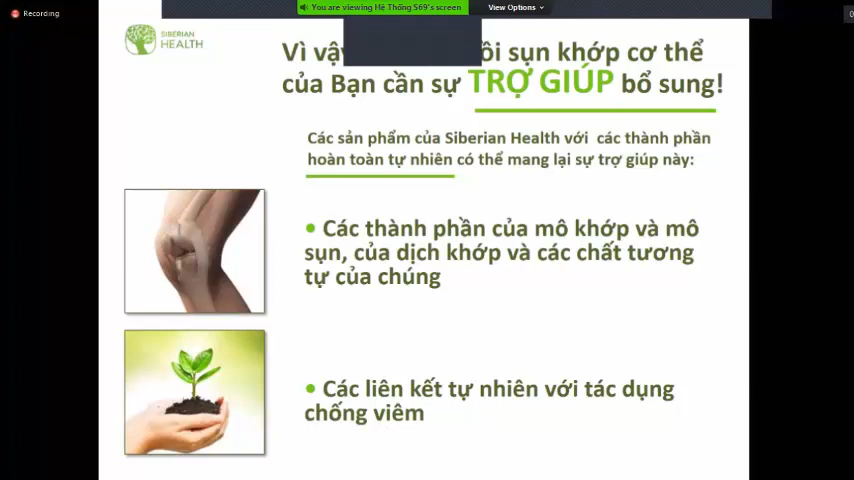 Recording
You are viewing Hệ Thống S69's screen
View Options
SIBERIAN
HEALTH
Vì vậy ồi sụn khớp cơ thể
của Bạn cần sự TRỢ GIÚP bổ sung!
Các sản phẩm của Siberian Health với các thành phần
hoàn toàn tự nhiên có thể mang lại sự trợ giúp này:
• Các thành phần của mô khớp và mô
sụn, của dịch khớp và các chất tương
tự của chúng
• Các liên kết tự nhiên với tác dụng
chống viêm